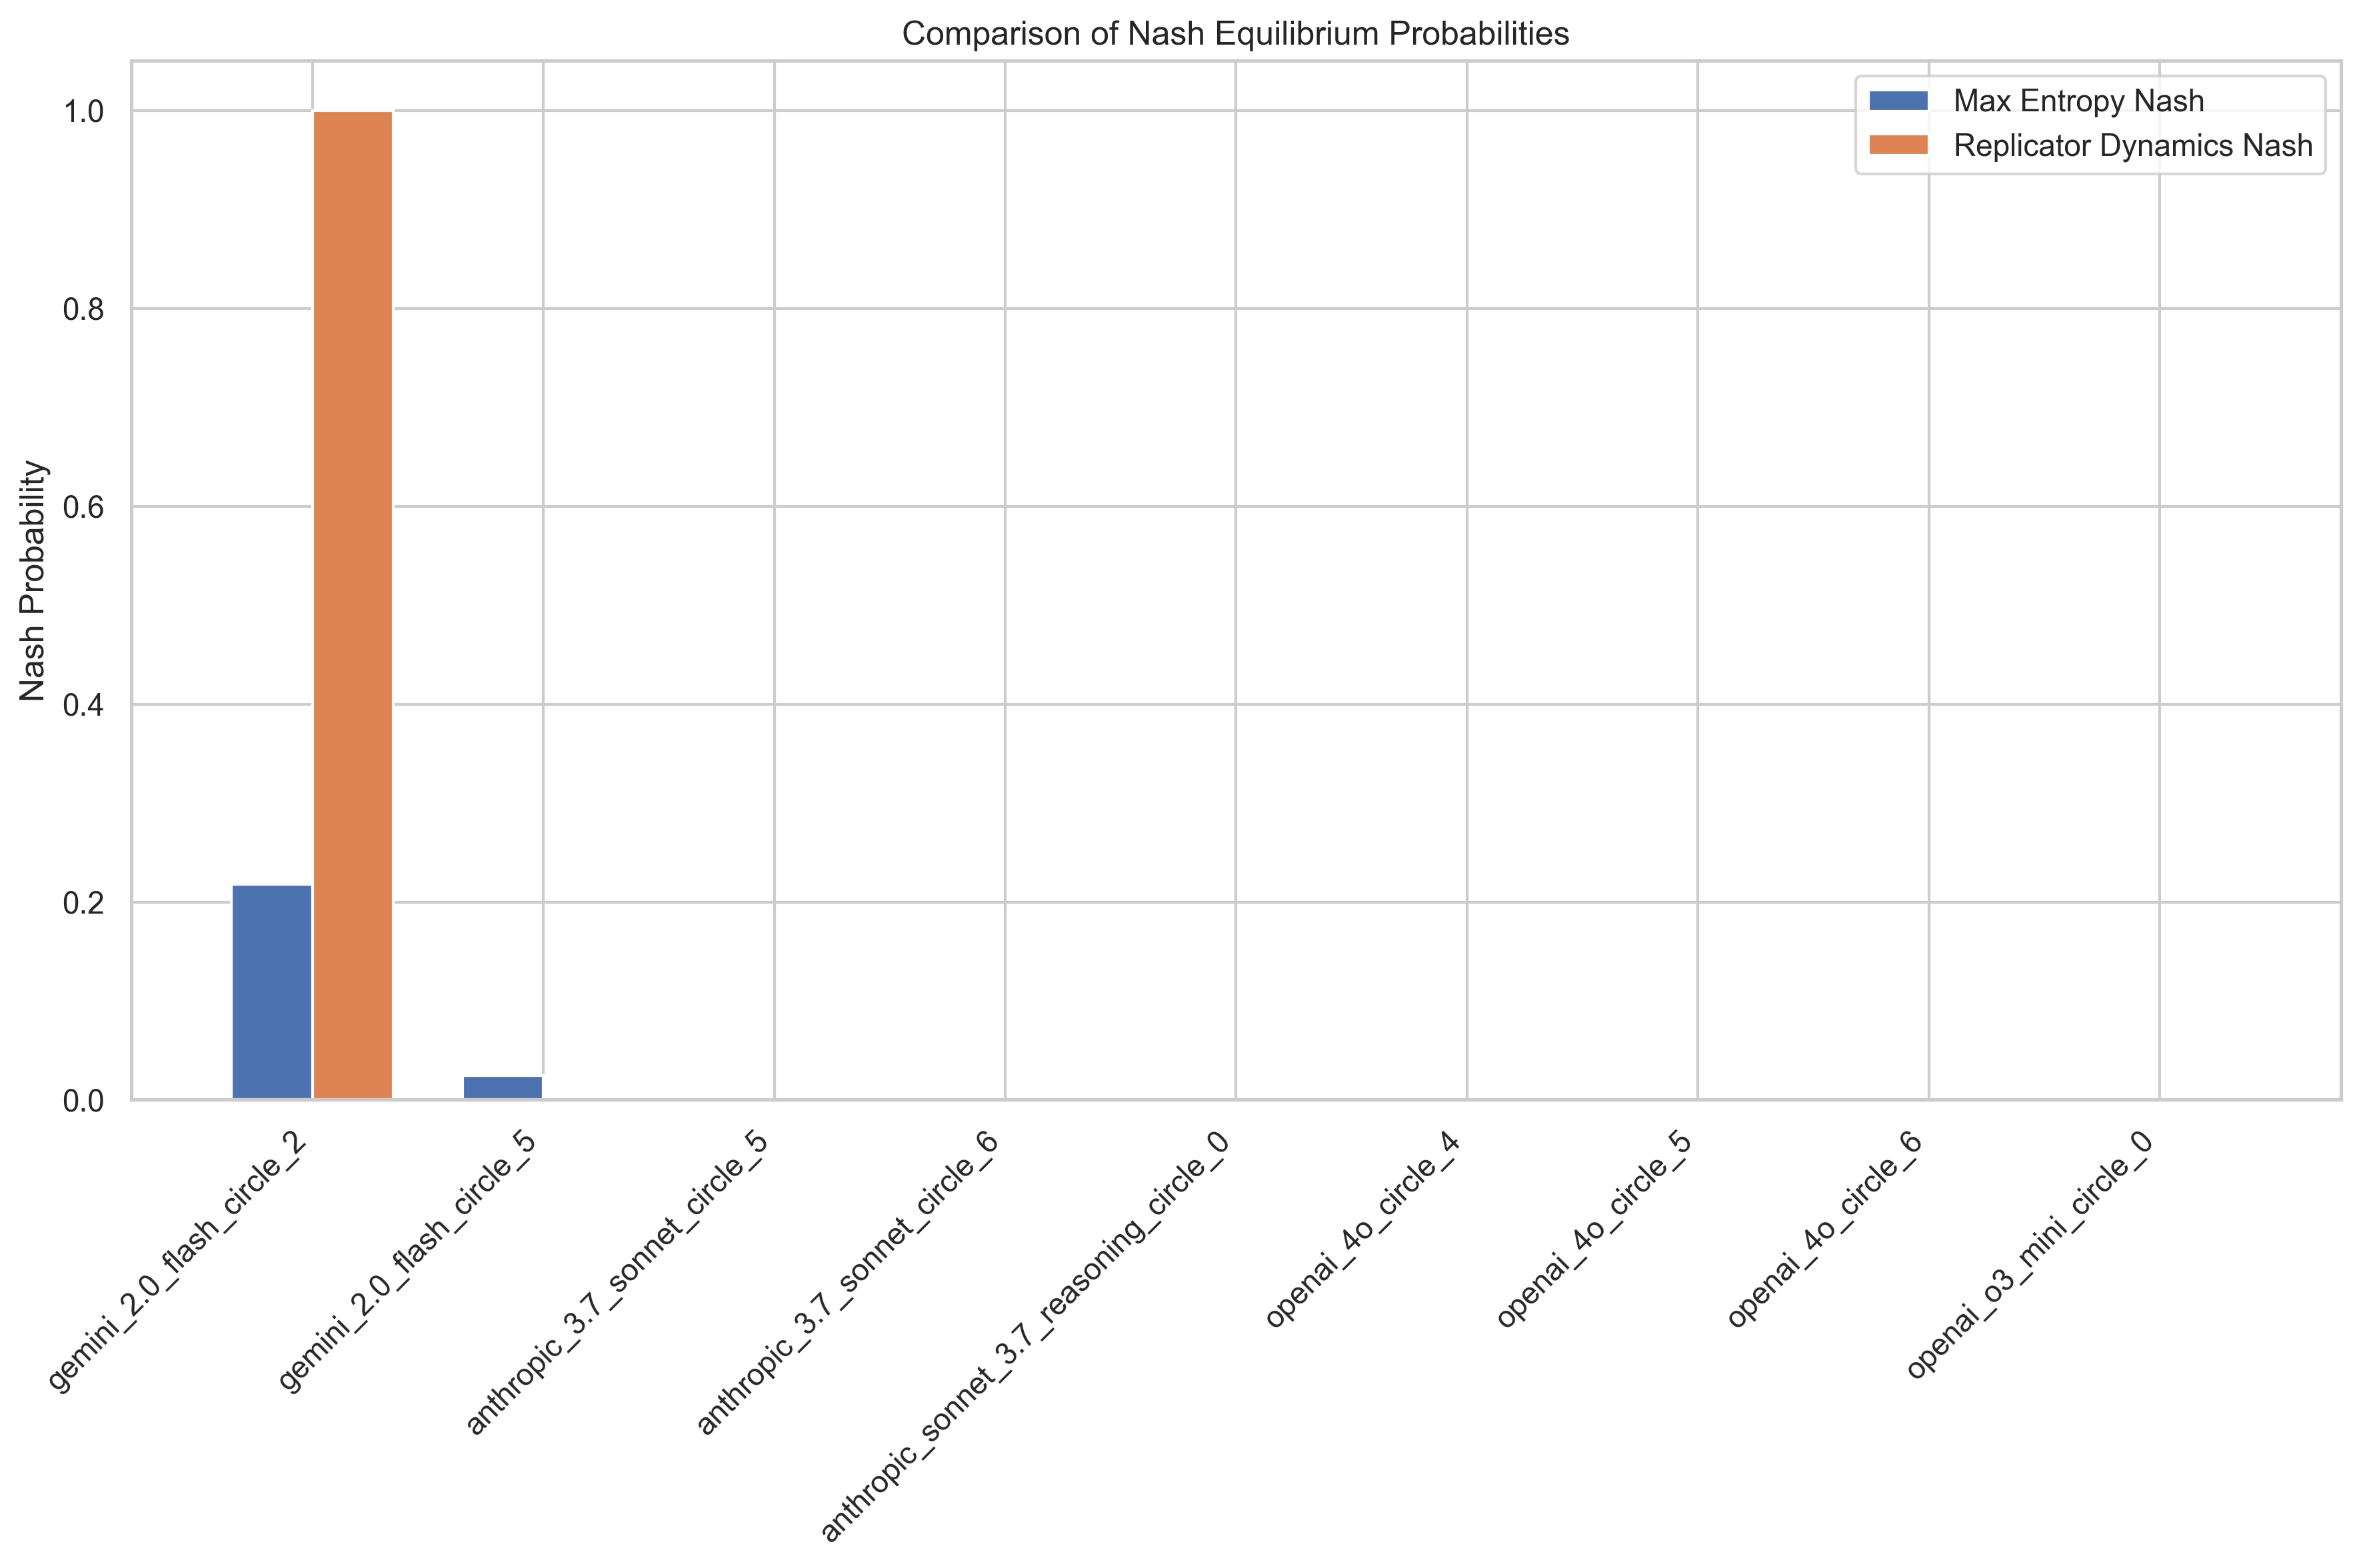 Comparison of Nash Equilibrium Probabilities
Max Entropy Nash
Replicator Dynamics Nash
Nash Probability
1.0
0.8
0.6
0.4
0.2
0.0
gemini_2.0_flash_circle_2
gemini_2.0_flash_circle_5
anthropic_3.7_sonnet_circle_5
anthropic_3.7_sonnet_circle_6
anthropic_sonnet_3.7_reasoning_circle_0
openai_4o_circle_4
openai_4o_circle_5
openai_4o_circle_6
openai_o3_mini_circle_0